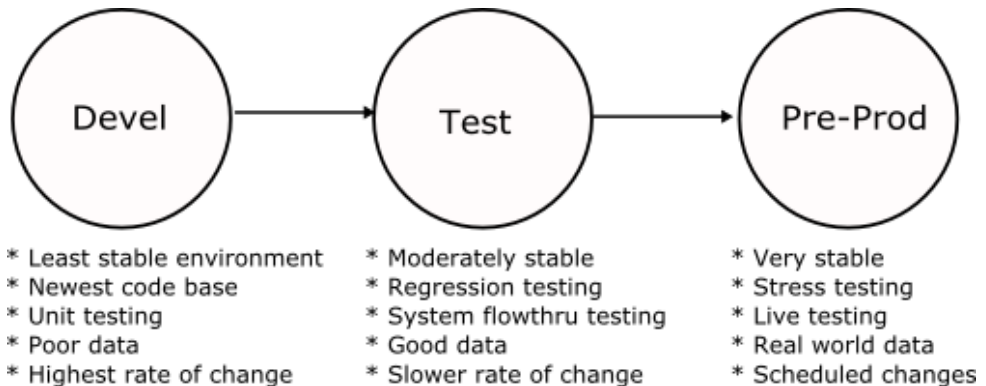 Devel
Test
Pre-Prod
* Least stable environment
* Newest code base
* Unit testing
* Poor data
* Highest rate of change
* Moderately stable
* Regression testing
* System flowthru testing
* Good data
* Slower rate of change
* Very stable
* Stress testing
* Live testing
* Real world data
* Scheduled changes